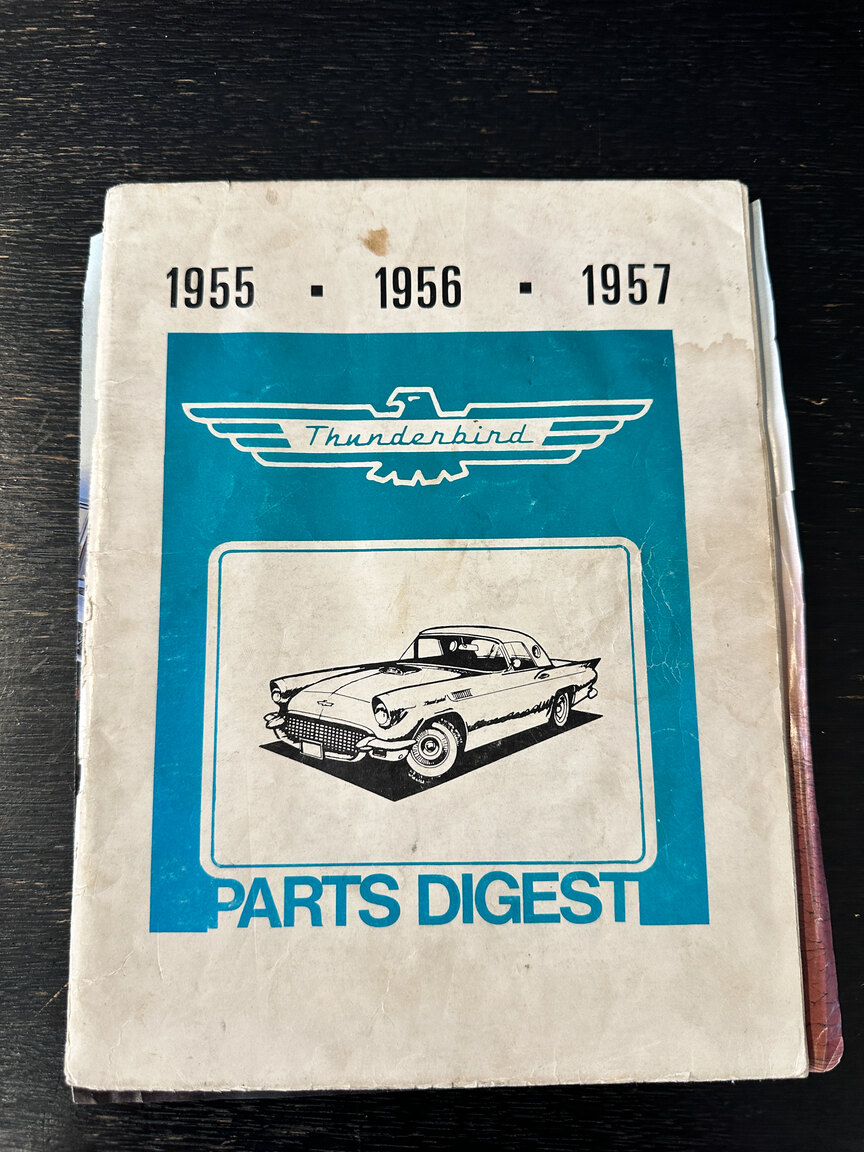 1955 ▪ 1956 ▪ 1957
Thunderbird
PARTS DIGEST